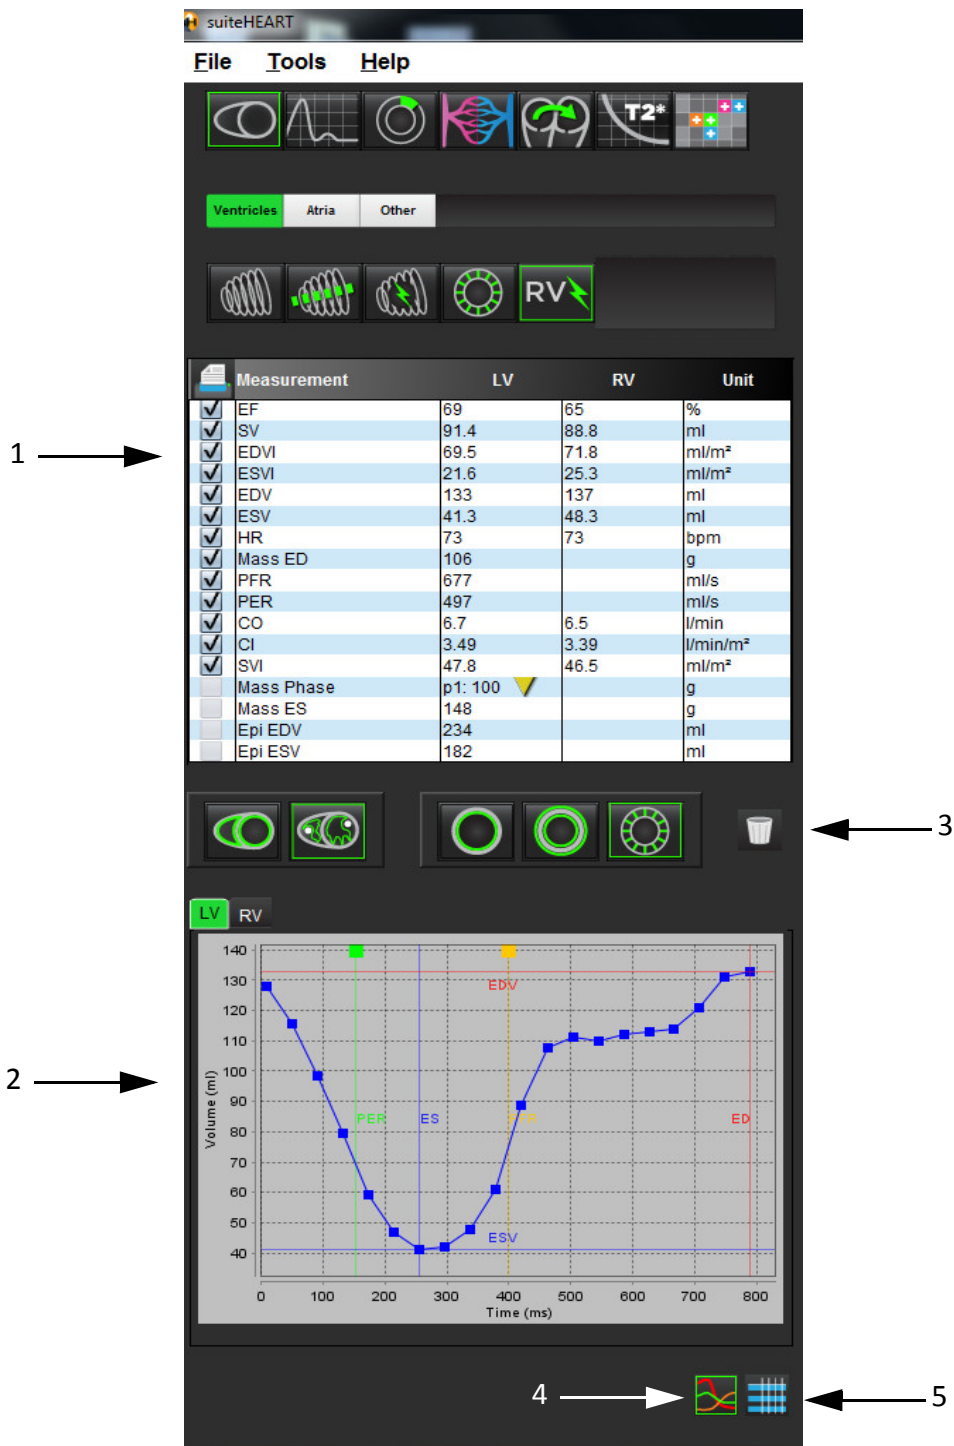 suiteHEART
File Tools Help
T2*
Ventricles Atria Other
RV
Measurement LV RV Unit
EF 69 65 %
SV 91.4 88.8 ml
1
EDVI 69.5 71.8 ml/m²
ESVI 21.6 25.3 ml/m²
EDV 133 137 ml
ESV 41.3 48.3 ml
HR 73 73 bpm
Mass ED 106 g
PFR 677 ml/s
PER 497 ml/s
CO 6.7 6.5 l/min
CI 3.49 3.39 l/min/m²
SVI 47.8 46.5 ml/m²
Mass Phase p1: 100 g
Mass ES 148 g
Epi EDV 234 ml
Epi ESV 182 ml
3
LV RV
140
130 EDV
120
110
2
100
90
PER ES PFR ED
80
70
60
50
ESV
40
Volume (ml)
0 100 200 300 400 500 600 700 800
Time (ms)
4 5